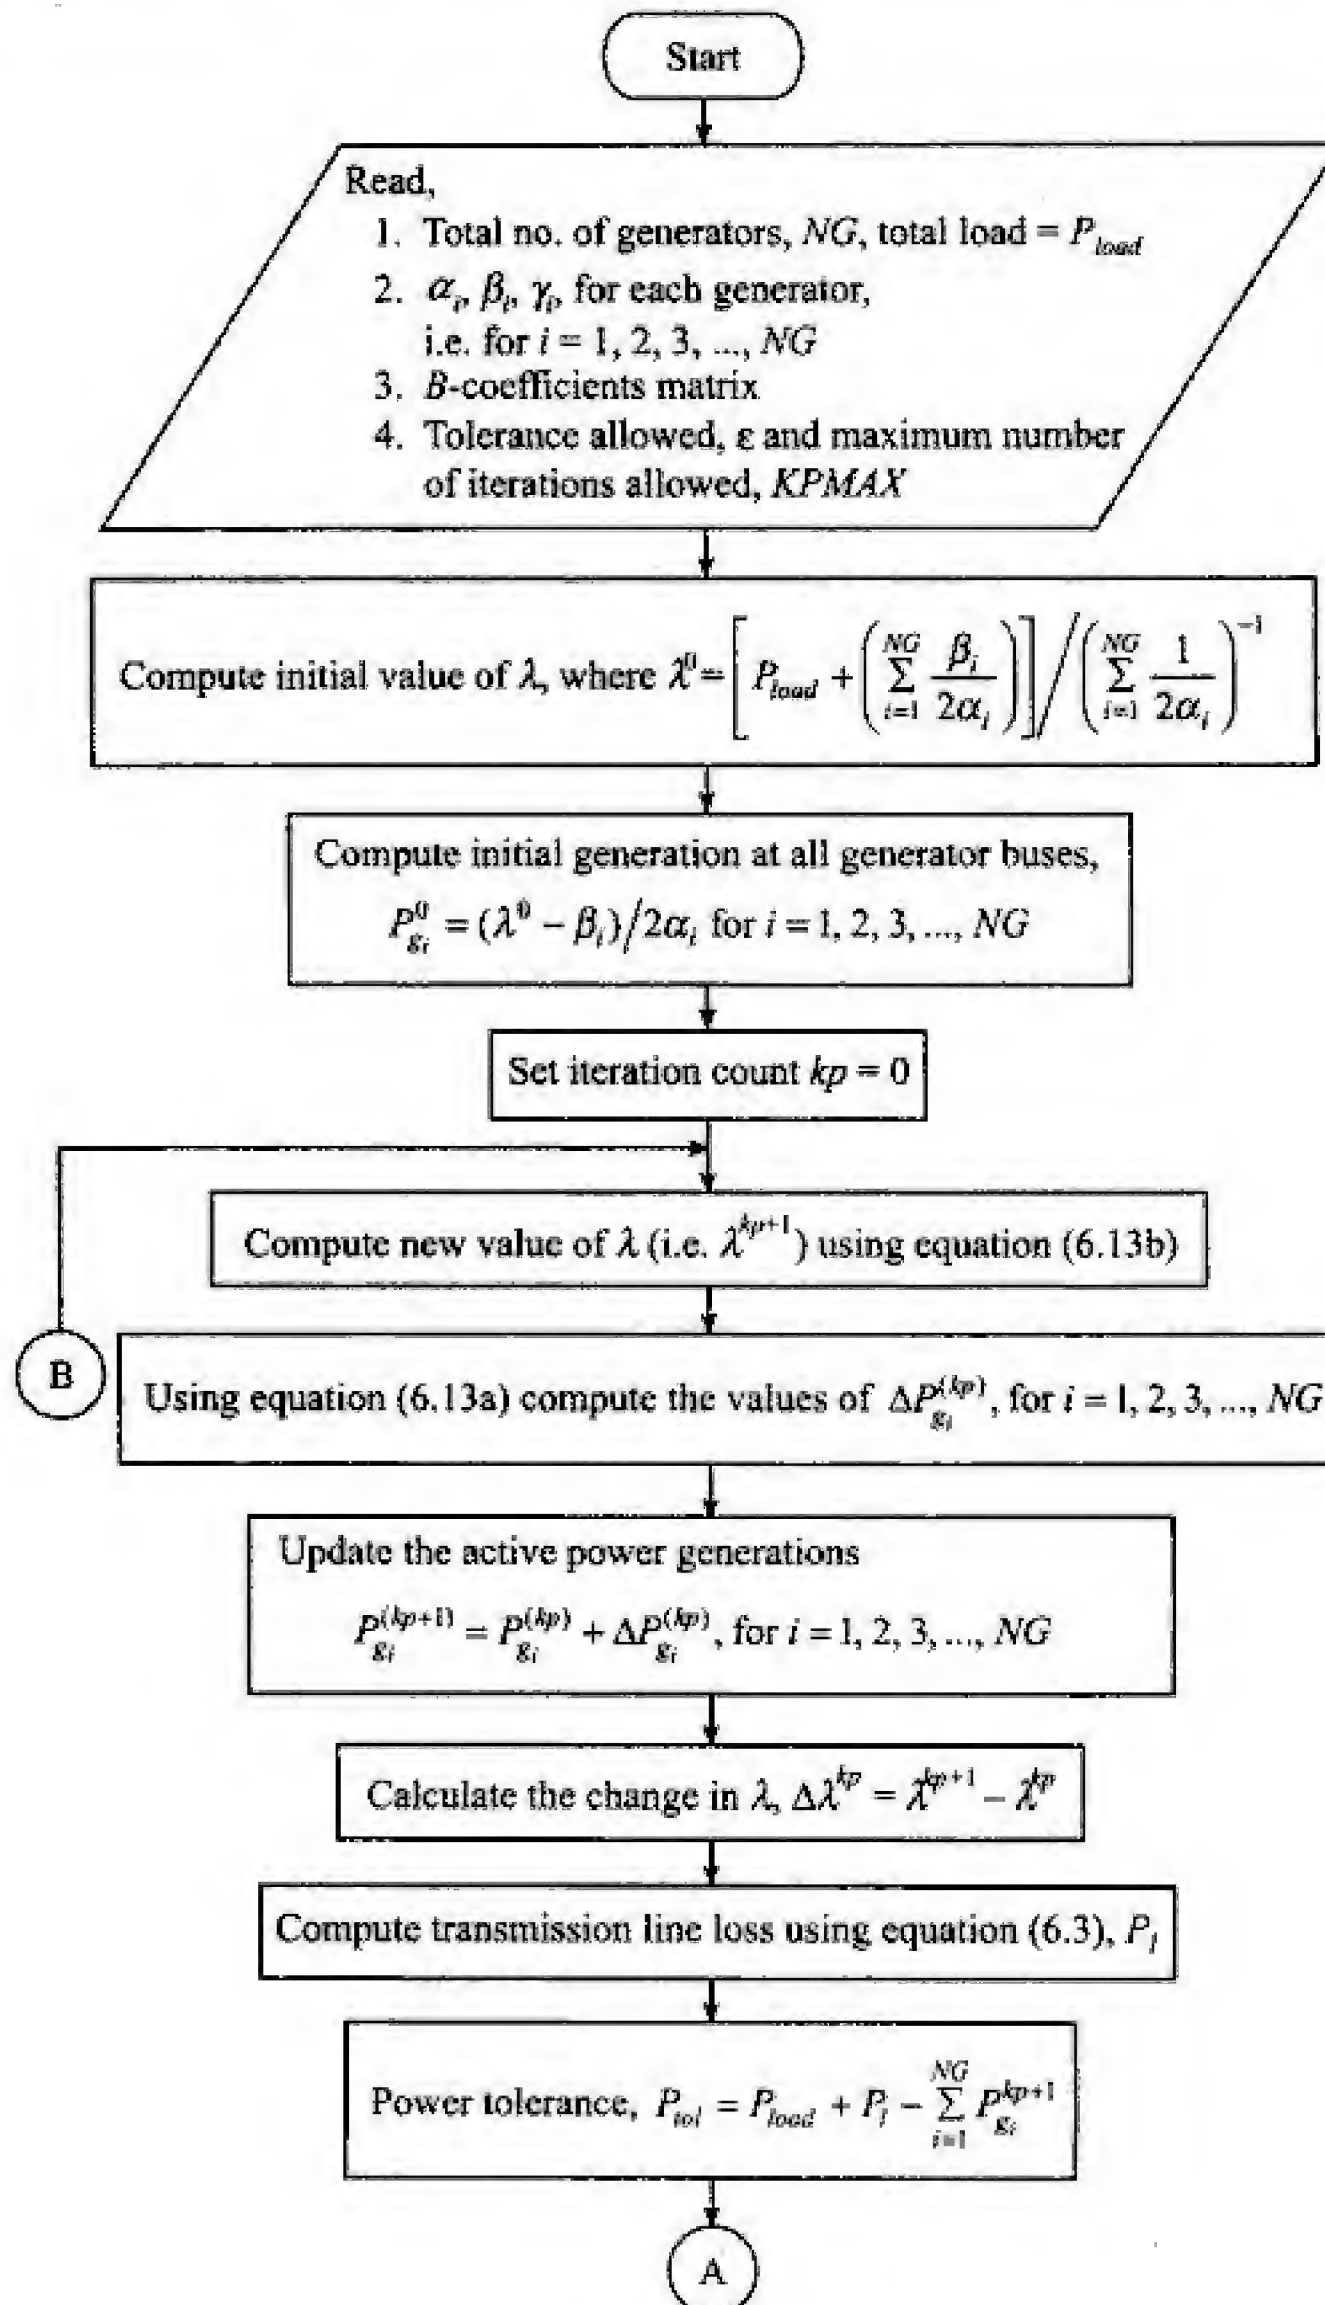 Start
Read,
1. Total no. of generators, NG, total load = P_load
2. α_i, β_i, γ_i, for each generator,
i.e. for i = 1, 2, 3, ..., NG
3. B-coefficients matrix
4. Tolerance allowed, ε and maximum number
of iterations allowed, KPMAX
Compute initial value of λ, where λ^0 = [P_load + (∑_{i=1}^{NG} β_i/2α_i)] / (∑_{i=1}^{NG} 1/2α_i)^{-1}
Compute initial generation at all generator buses,
P_{g_i}^0 = (λ^0 − β_i)/2α_i for i = 1, 2, 3, ..., NG
Set iteration count kp = 0
Compute new value of λ (i.e. λ^{kp+1}) using equation (6.13b)
B
Using equation (6.13a) compute the values of ΔP_{g_i}^{(kp)}, for i = 1, 2, 3, ..., NG
Update the active power generations
P_{g_i}^{(kp+1)} = P_{g_i}^{(kp)} + ΔP_{g_i}^{(kp)}, for i = 1, 2, 3, ..., NG
Calculate the change in λ, Δλ^{kp} = λ^{kp+1} − λ^{kp}
Compute transmission line loss using equation (6.3), P_l
Power tolerance, P_tol = P_load + P_l − ∑_{i=1}^{NG} P_{g_i}^{kp+1}
A